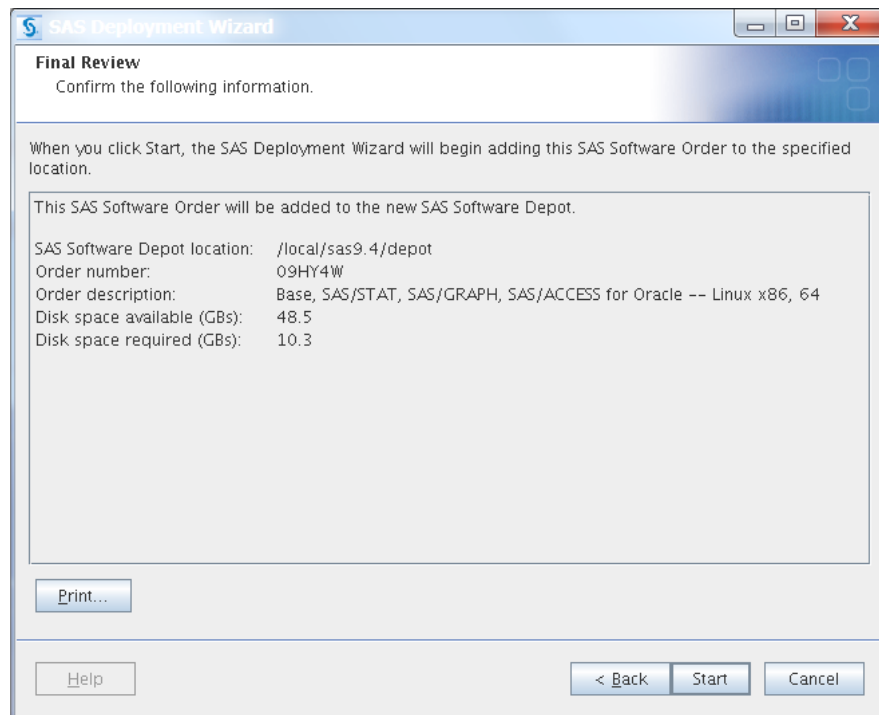 SAS Deployment Wizard
Final Review
Confirm the following information.
When you click Start, the SAS Deployment Wizard will begin adding this SAS Software Order to the specified
location.
This SAS Software Order will be added to the new SAS Software Depot.
SAS Software Depot location: /local/sas9.4/depot
Order number: 09HY4W
Order description: Base, SAS/STAT, SAS/GRAPH, SAS/ACCESS for Oracle -- Linux x86, 64
Disk space available (GBs): 48.5
Disk space required (GBs): 10.3
Print...
Help < Back Start Cancel